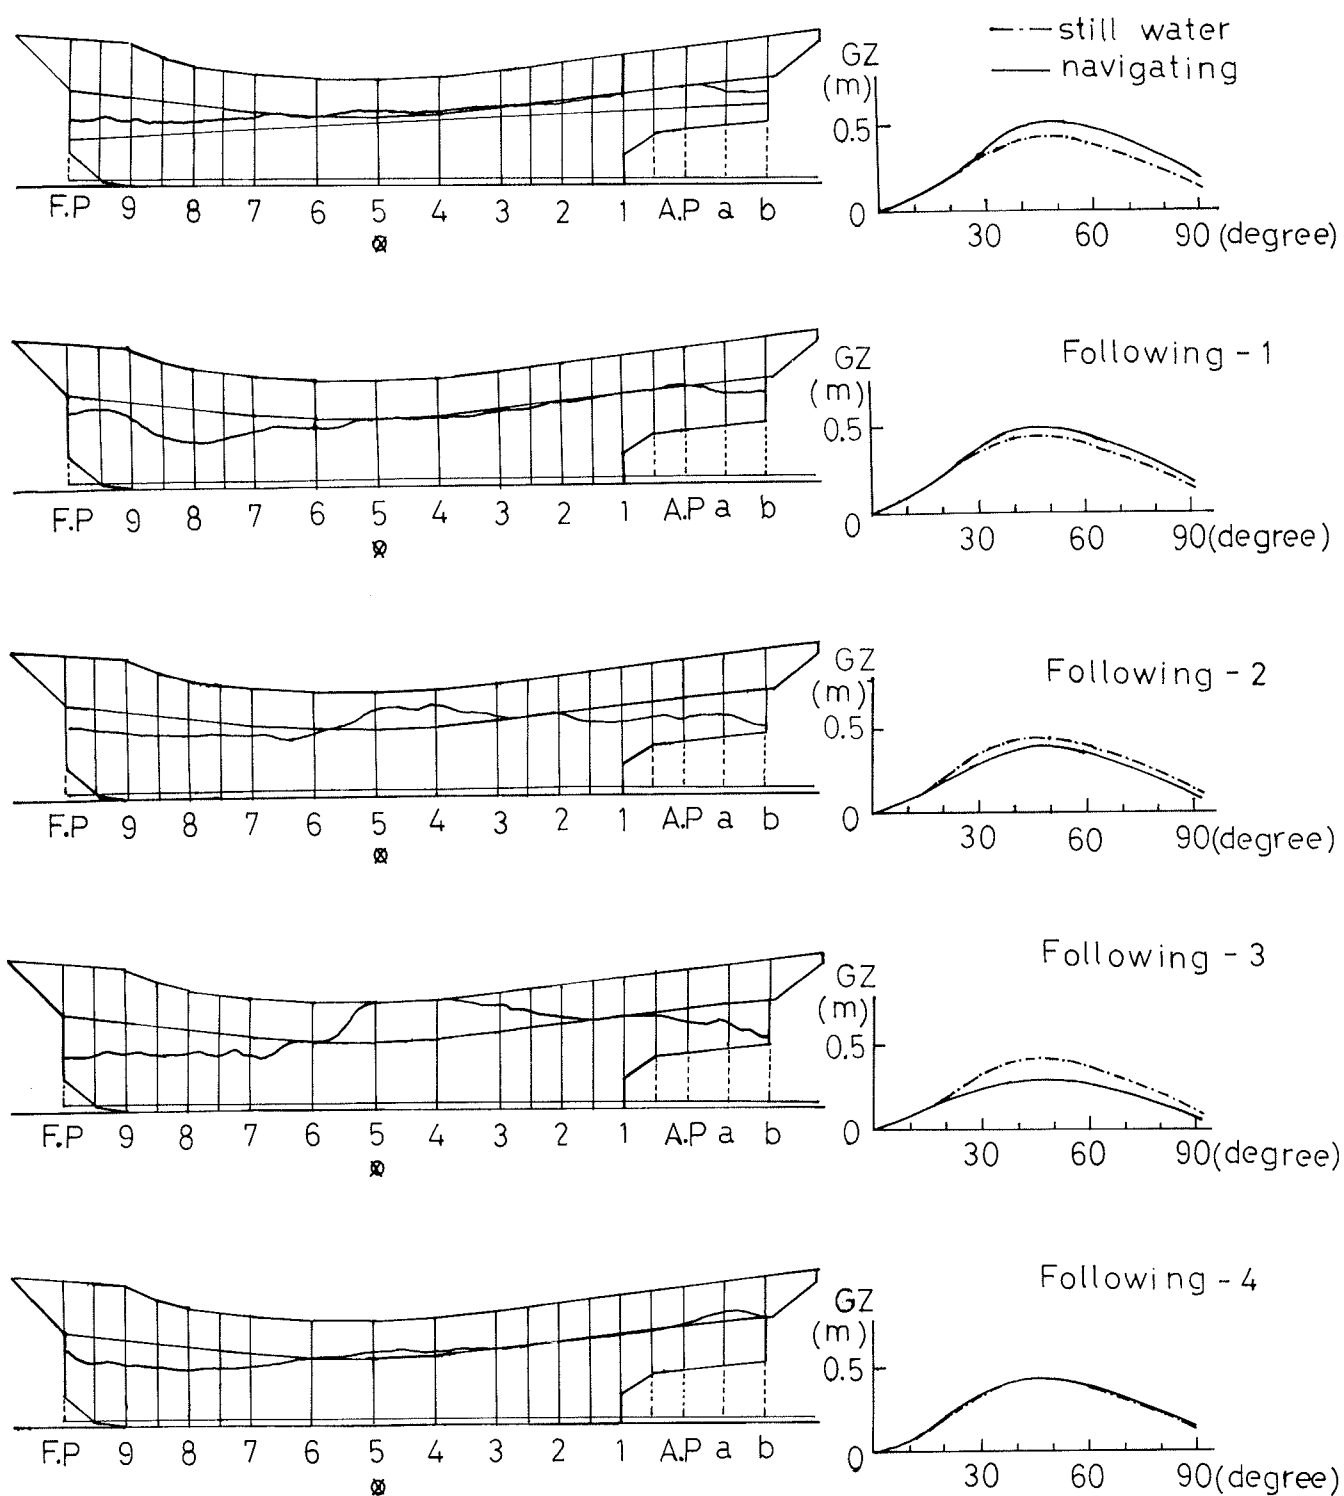 still water
navigating
GZ
(m)
0.5
0
30 60 90 (degree)
F.P 9 8 7 6 5 4 3 2 1 A.P a b
Following - 1
GZ
(m)
0.5
0
30 60 90(degree)
F.P 9 8 7 6 5 4 3 2 1 A.P a b
Following - 2
GZ
(m)
0.5
0
30 60 90(degree)
F.P 9 8 7 6 5 4 3 2 1 A.P a b
Following - 3
GZ
(m)
0.5
0
30 60 90(degree)
F.P 9 8 7 6 5 4 3 2 1 A.P a b
Following - 4
GZ
(m)
0.5
0
30 60 90(degree)
F.P 9 8 7 6 5 4 3 2 1 A.P a b